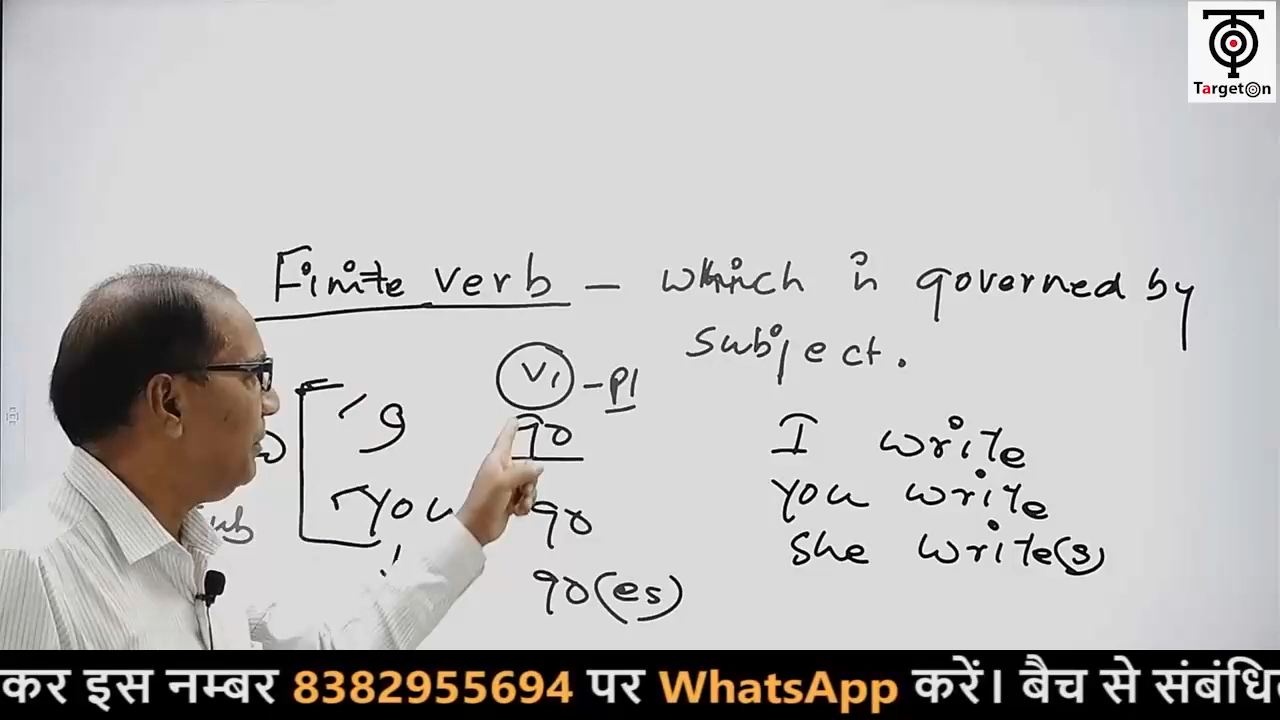 TargetOn
Finite verb - which is governed by
subject.
V1 - Pl
I go
You go
go(es)
I write
You write
She write(s)
कर इस नम्बर 8382955694 पर WhatsApp करें। बैच से संबंधि